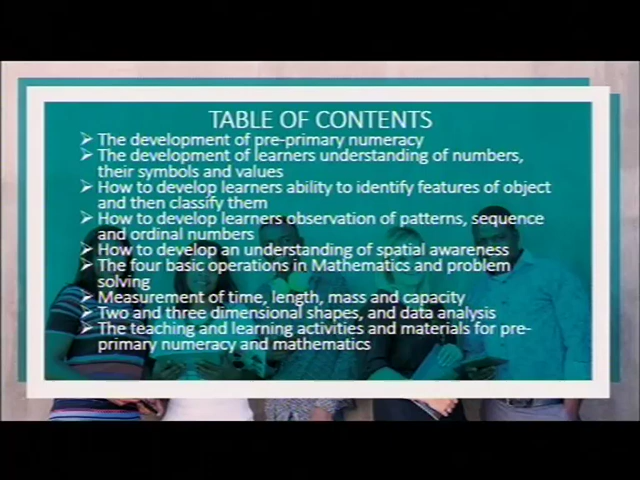 TABLE OF CONTENTS
➢ The development of pre-primary numeracy
➢ The development of learners understanding of numbers,
their symbols and values
➢ How to develop learners ability to identify features of object
and then classify them
➢ How to develop learners observation of patterns, sequence
and ordinal numbers
➢ How to develop an understanding of spatial awareness
➢ The four basic operations in Mathematics and problem
solving
➢ Measurement of time, length, mass and capacity
➢ Two and three dimensional shapes, and data analysis
➢ The teaching and learning activities and materials for pre-
primary numeracy and mathematics